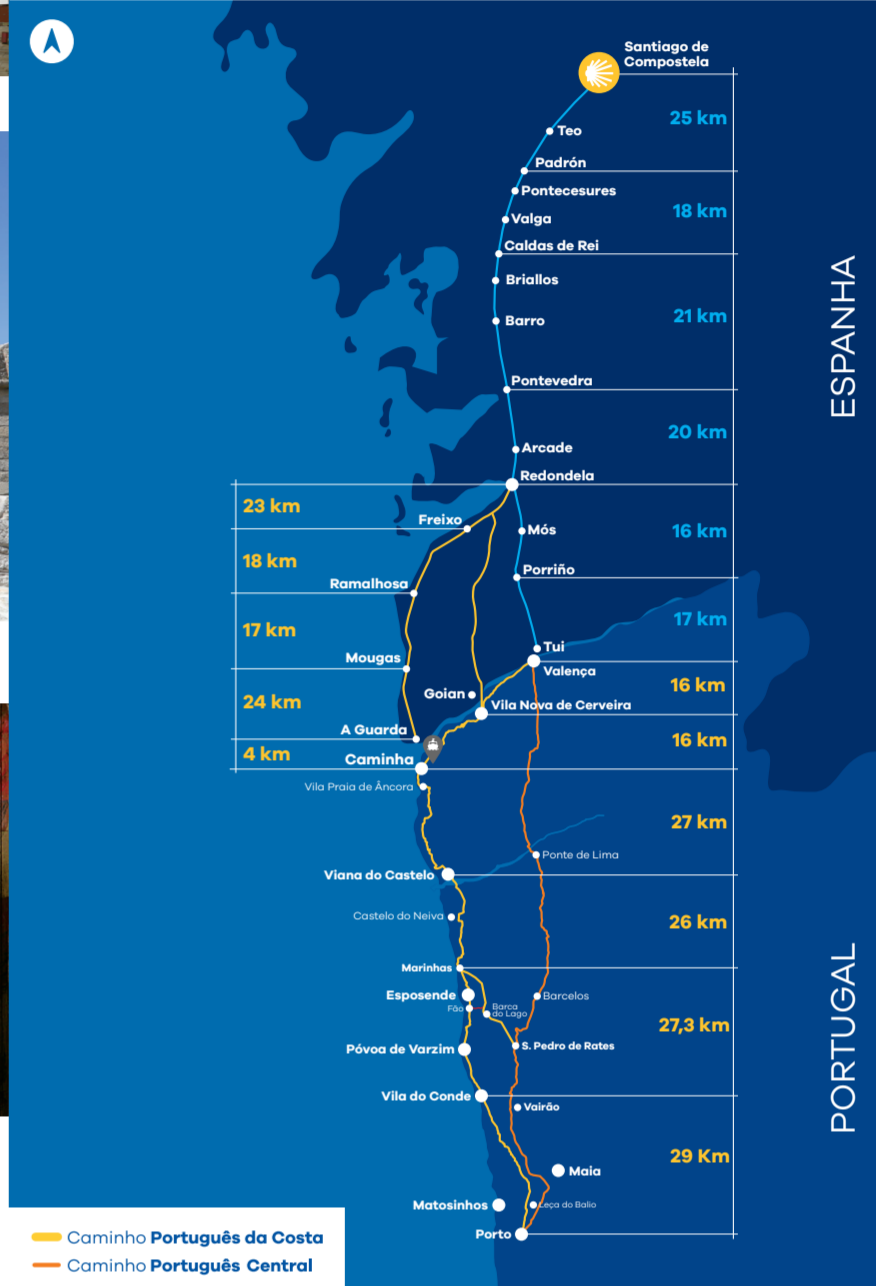 Santiago de
Compostela
25 km
Teo
Padrón
Pontecesures
18 km
Valga
Caldas de Rei
Briallos
21 km
Barro
Pontevedra
20 km
Arcade
Redondela
23 km
Freixo
Mós
16 km
18 km
Porriño
Ramalhosa
17 km
17 km
Tui
Mougas
Valença
16 km
24 km
Goian
Vila Nova de Cerveira
A Guarda
16 km
4 km
Caminha
Vila Praia de Âncora
27 km
Ponte de Lima
Viana do Castelo
Castelo do Neiva
26 km
Marinhas
Esposende
Barcelos
Fão
Barca
do Lago
27,3 km
Póvoa de Varzim
S. Pedro de Rates
Vila do Conde
Vairão
29 Km
Maia
Matosinhos
Leça do Balio
Porto
ESPANHA
PORTUGAL
Caminho Português da Costa
Caminho Português Central